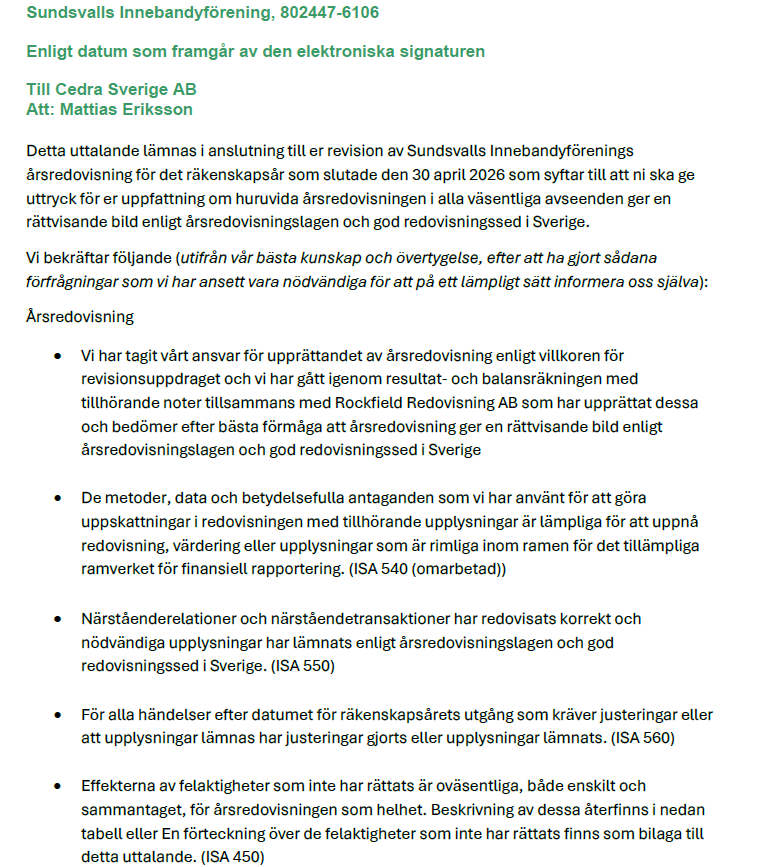 Sundsvalls Innebandyförening, 802447-6106
Enligt datum som framgår av den elektroniska signaturen
Till Cedra Sverige AB
Att: Mattias Eriksson
Detta uttalande lämnas i anslutning till er revision av Sundsvalls Innebandyförenings
årsredovisning för det räkenskapsår som slutade den 30 april 2026 som syftar till att ni ska ge
uttryck för er uppfattning om huruvida årsredovisningen i alla väsentliga avseenden ger en
rättvisande bild enligt årsredovisningslagen och god redovisningssed i Sverige.
Vi bekräftar följande (utifrån vår bästa kunskap och övertygelse, efter att ha gjort sådana
förfrågningar som vi har ansett vara nödvändiga för att på ett lämpligt sätt informera oss själva):
Årsredovisning
• Vi har tagit vårt ansvar för upprättandet av årsredovisning enligt villkoren för
revisionsuppdraget och vi har gått igenom resultat- och balansräkningen med
tillhörande noter tillsammans med Rockfield Redovisning AB som har upprättat dessa
och bedömer efter bästa förmåga att årsredovisning ger en rättvisande bild enligt
årsredovisningslagen och god redovisningssed i Sverige
• De metoder, data och betydelsefulla antaganden som vi har använt för att göra
uppskattningar i redovisningen med tillhörande upplysningar är lämpliga för att uppnå
redovisning, värdering eller upplysningar som är rimliga inom ramen för det tillämpliga
ramverket för finansiell rapportering. (ISA 540 (omarbetad))
• Närståenderelationer och närståendetransaktioner har redovisats korrekt och
nödvändiga upplysningar har lämnats enligt årsredovisningslagen och god
redovisningssed i Sverige. (ISA 550)
• För alla händelser efter datumet för räkenskapsårets utgång som kräver justeringar eller
att upplysningar lämnas har justeringar gjorts eller upplysningar lämnats. (ISA 560)
• Effekterna av felaktigheter som inte har rättats är oväsentliga, både enskilt och
sammantaget, för årsredovisningen som helhet. Beskrivning av dessa återfinns i nedan
tabell eller En förteckning över de felaktigheter som inte har rättats finns som bilaga till
detta uttalande. (ISA 450)